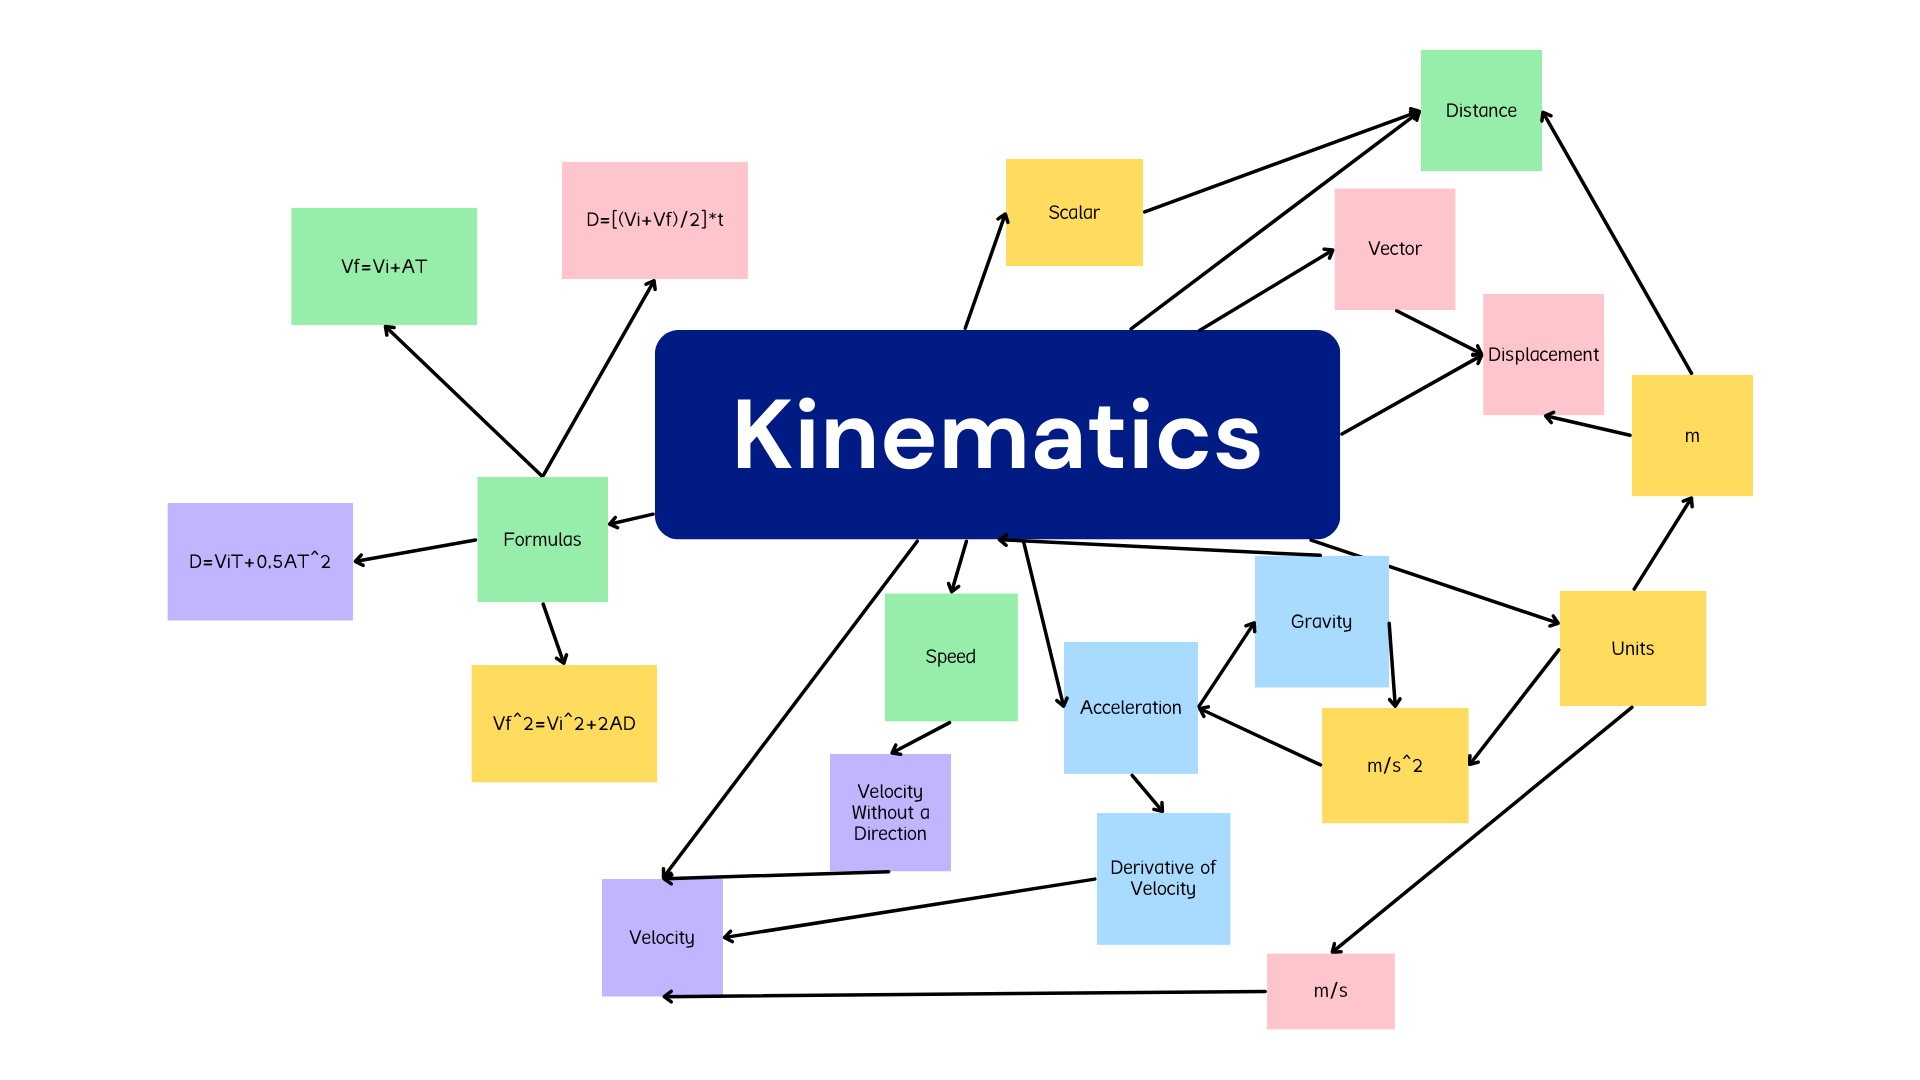 Distance
Scalar
D=[(Vi+Vf)/2]*t
Vector
Vf=Vi+AT
Displacement
m
Kinematics
Formulas
D=ViT+0.5AT^2
Gravity
Units
Speed
Acceleration
Vf^2=Vi^2+2AD
m/s^2
Velocity
Without a
Direction
Derivative of
Velocity
Velocity
m/s